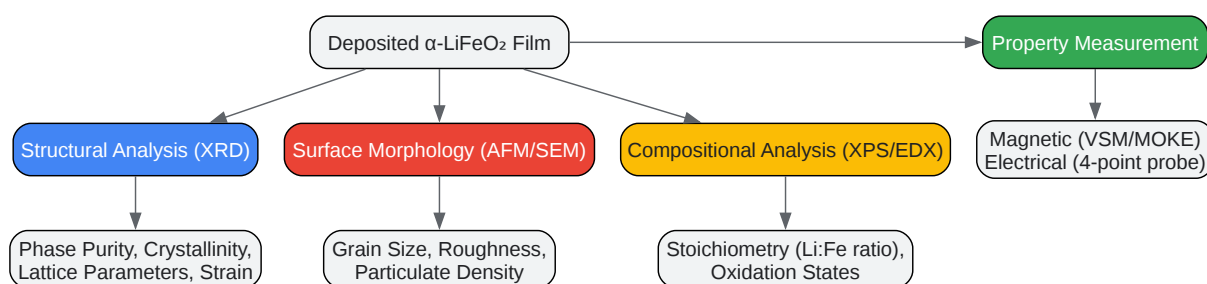 Deposited α-LiFeO₂ Film
Property Measurement
Structural Analysis (XRD)
Surface Morphology (AFM/SEM)
Compositional Analysis (XPS/EDX)
Magnetic (VSM/MOKE)
Electrical (4-point probe)
Phase Purity, Crystallinity,
Lattice Parameters, Strain
Grain Size, Roughness,
Particulate Density
Stoichiometry (Li:Fe ratio),
Oxidation States